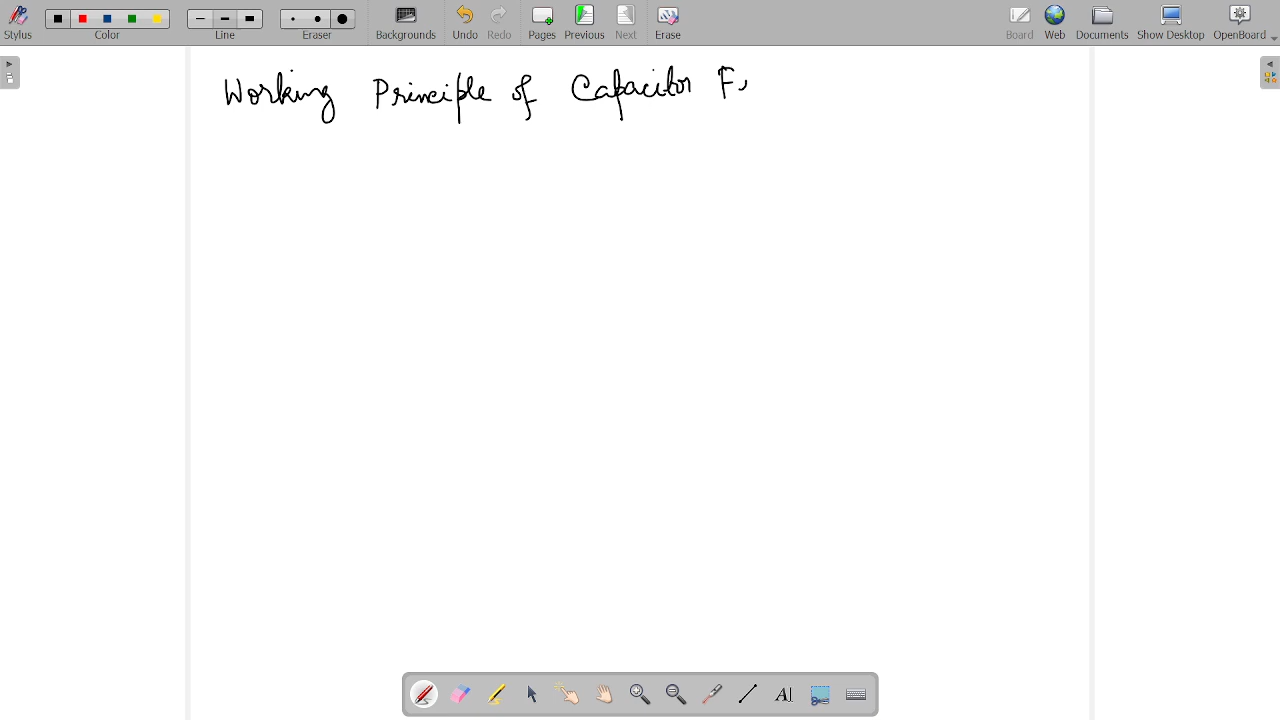 Stylus
Color
Line
Eraser
Backgrounds
Undo
Redo
Pages
Previous
Next
Erase
Board
Web
Documents
Show Desktop
OpenBoard
Working Principle of Capacitor F
AI